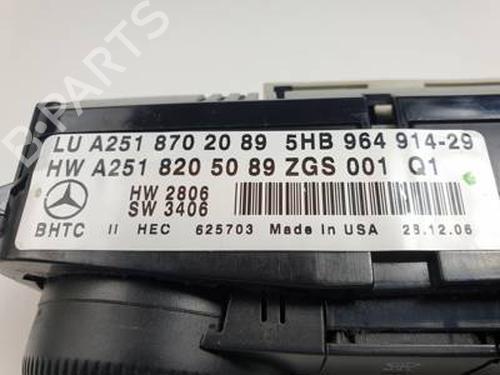 B-PARTS
LU A251 870 20 89 5HB 964 914-29
HW A251 820 50 89 ZGS 001 Q1
HW 2806
SW 3406
BHTC II HEC 625703 Made In USA 28.12.06